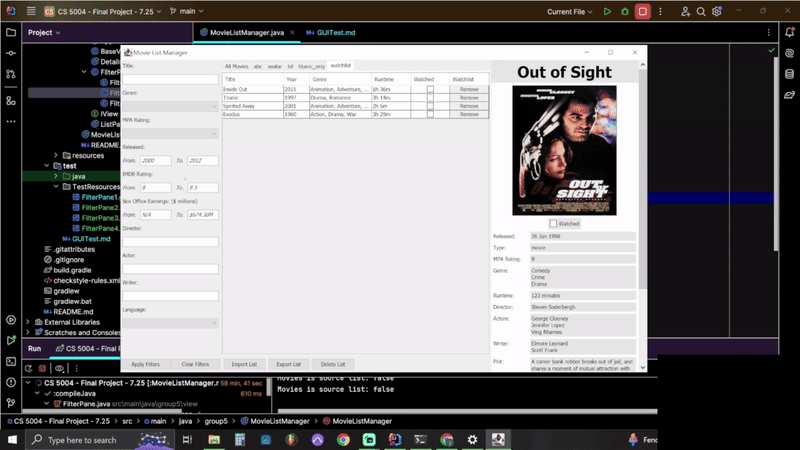 CS 5004 - Final Project - 7.25
main
Current File
Project
MovieListManager.java
GUITest.md
Movie List Manager
BaseV
Details
FilterP
Filt
Filt
Filt
IView
ListPa
MovieList
README.m
resources
test
java
TestResources
FilterPane1.
FilterPane2.
FilterPane3.
FilterPane4.
GUITest.md
.gitattributes
.gitignore
build.gradle
checkstyle-rules.xml
gradlew
gradlew.bat
README.md
External Libraries
Scratches and Consoles
Title:
Genre:
MPA Rating:
Released:
From: 2000 To: 2012
IMDB Rating:
From: 8 To: 8.5
Box Office Earnings: ($ millions)
From: N/A To: $674.30M
Director:
Actor:
Writer:
Language:
Apply Filters
Clear Filters
All Movies abc awake lol titanic_only watchlist
Title Year Genre Runtime Watched Watchlist
Inside Out 2015 Animation, Adventure, ... 1h 36m Remove
Titanic 1997 Drama, Romance 3h 14m Remove
Spirited Away 2001 Animation, Adventure, ... 2h 6m Remove
Exodus 1960 Action, Drama, War 3h 29m Remove
Import List
Export List
Delete List
Out of Sight
CLOONEY
LOPEZ
OUT OF
SIGHT
Watched
Released: 26 Jun 1998
Type: movie
MPA Rating: R
Genre: Comedy
Crime
Drama
Runtime: 123 minutes
Director: Steven Soderbergh
Actors: George Clooney
Jennifer Lopez
Ving Rhames
Writer: Elmore Leonard
Scott Frank
Plot: A career bank robber breaks out of jail, and
shares a moment of mutual attraction with
Run
CS 5004 - Final Project - 7.25
CS 5004 - Final Project - 7.25 [:MovieListManager.r 58 min, 41 sec
:compileJava 610 ms
FilterPane.java src\main\java\group5\view
Movies is source list: false
Movies is source list: false
CS 5004 - Final Project - 7.25 > src > main > java > group5 > MovieListManager > MovieListManager
Type here to search